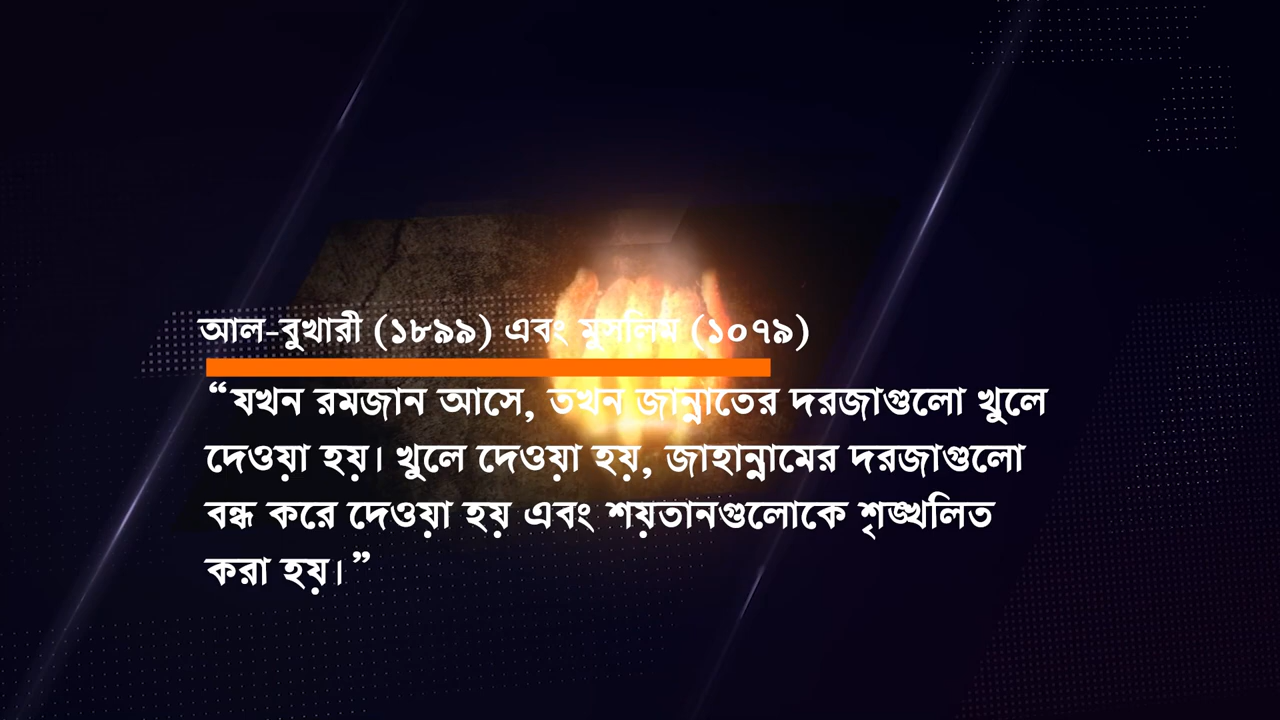 আল-বুখারী (১৮৯৯) এবং মুসলিম (১০৭৯)
“যখন রমজান আসে, তখন জান্নাতের দরজাগুলো খুলে
দেওয়া হয়। খুলে দেওয়া হয়, জাহান্নামের দরজাগুলো
বন্ধ করে দেওয়া হয় এবং শয়তানগুলোকে শৃঙ্খলিত
করা হয়।”